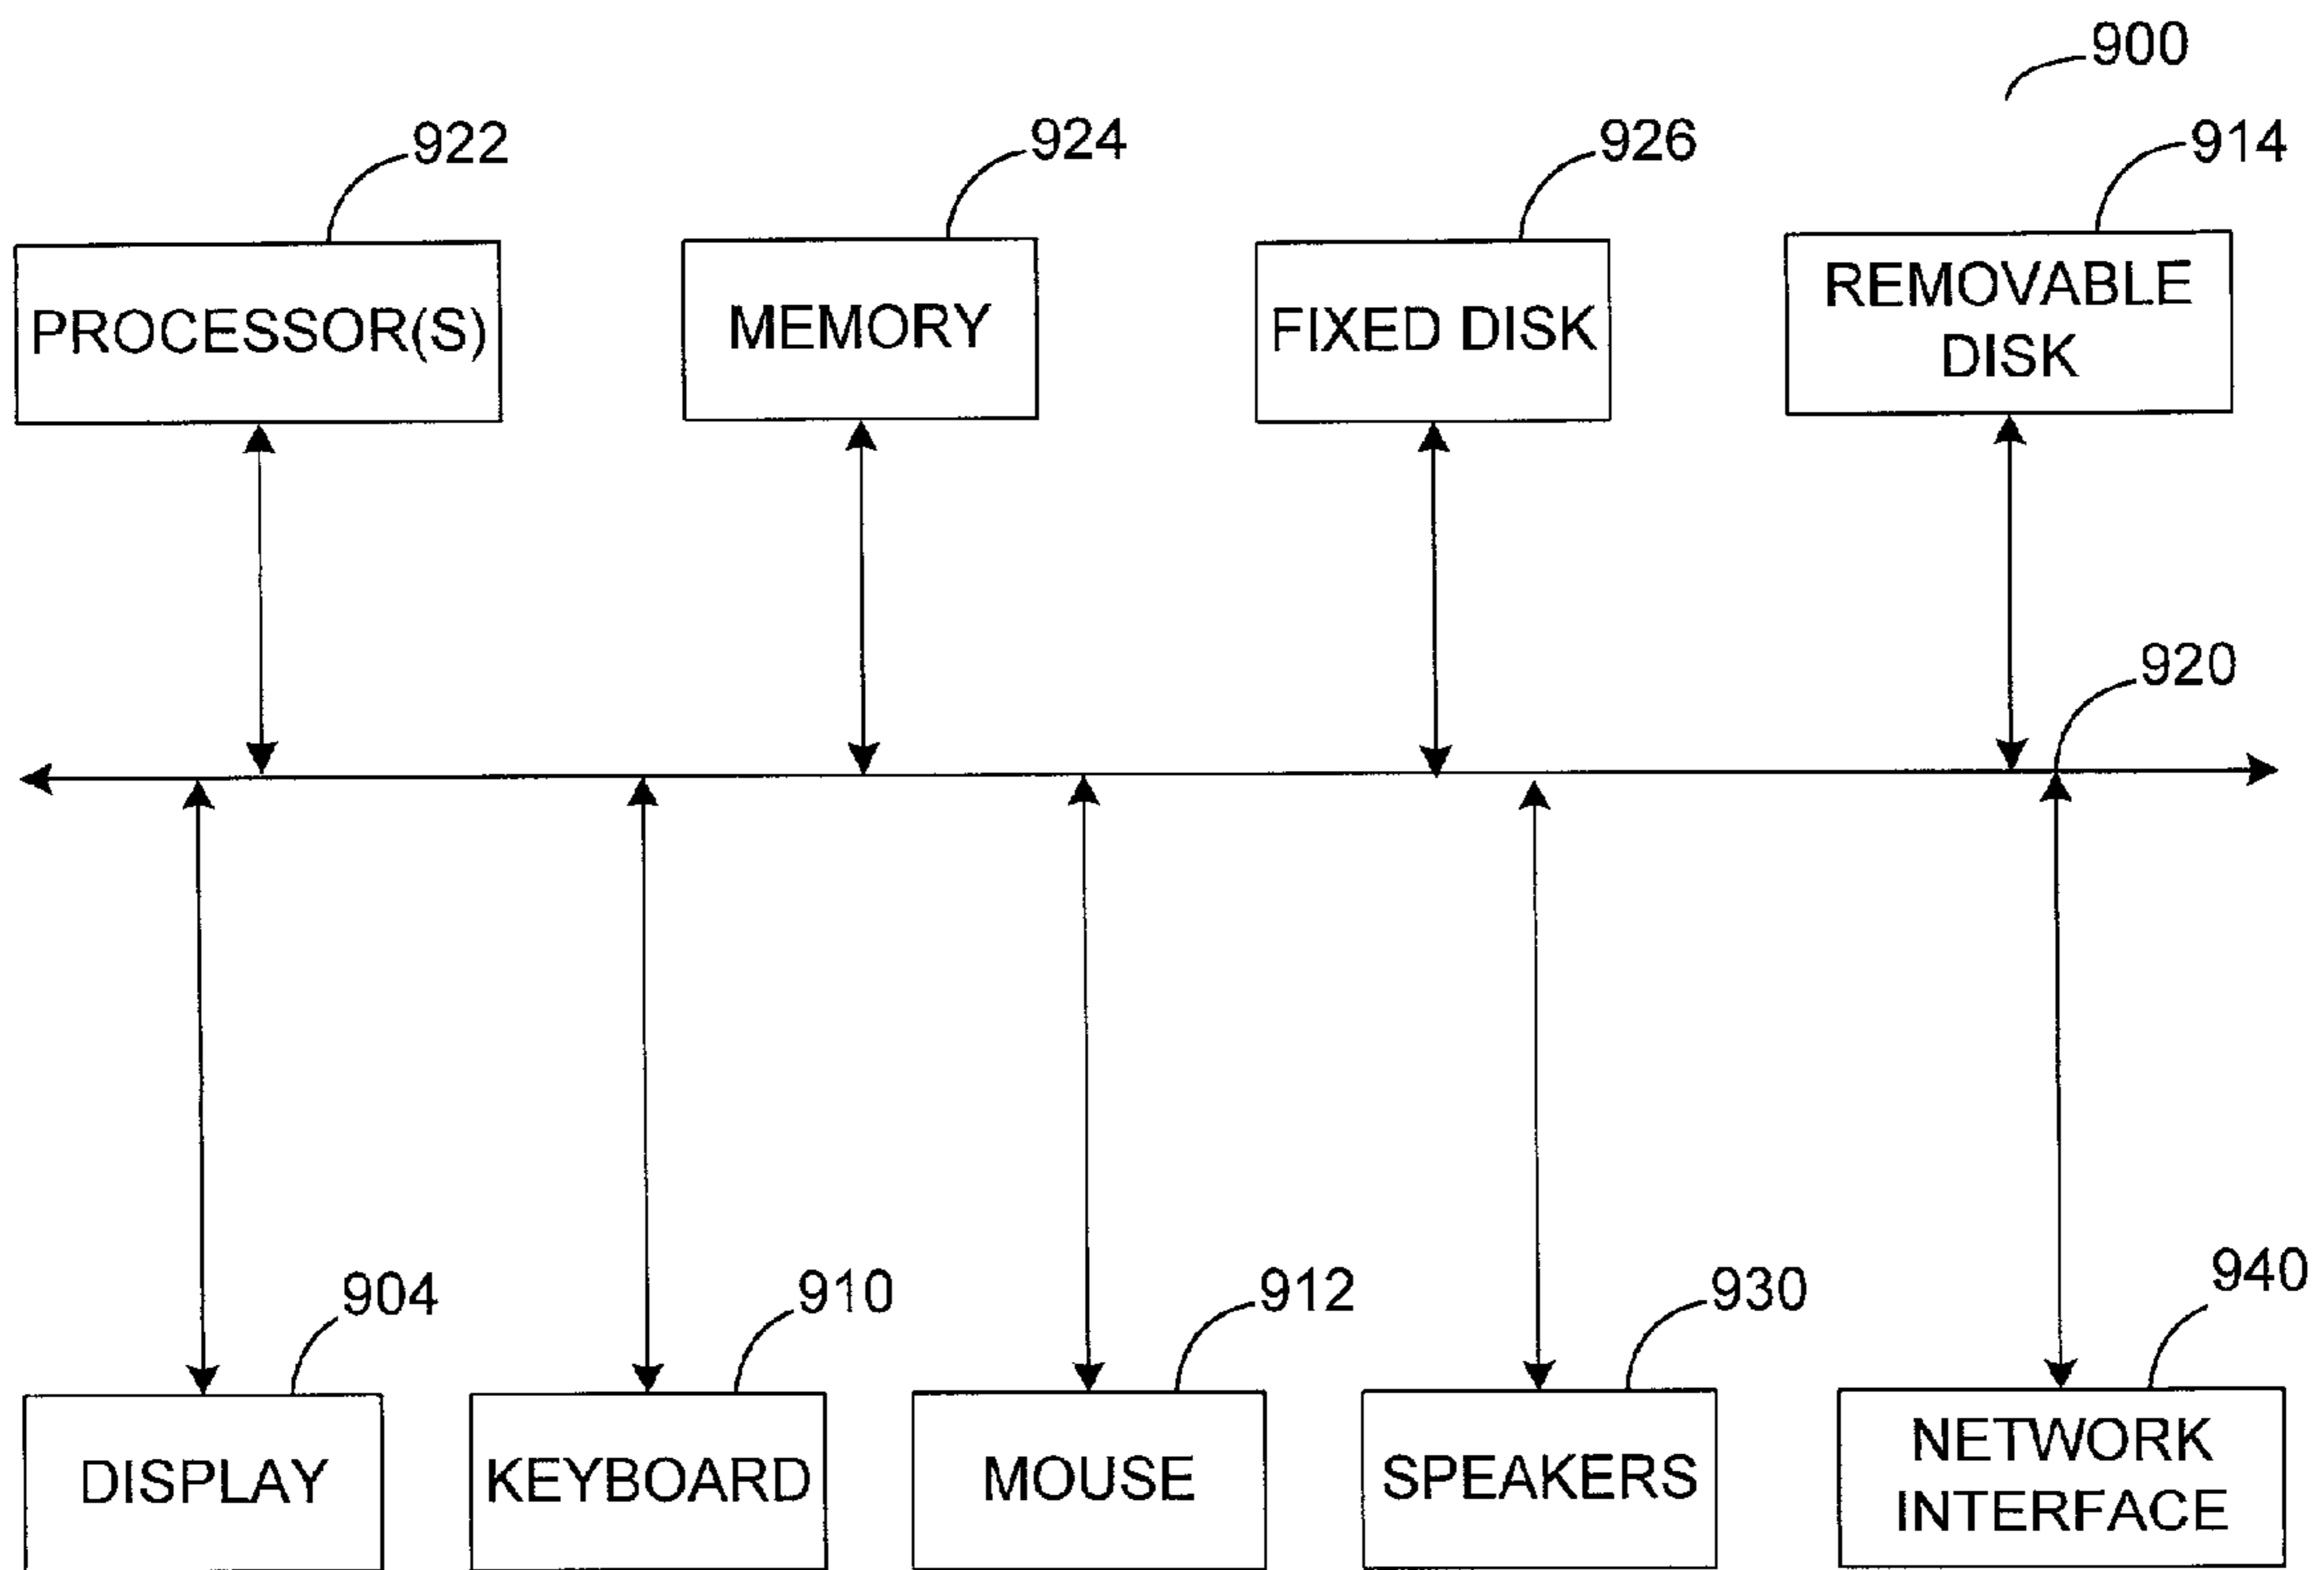 900
922
924
926
914
PROCESSOR(S)
MEMORY
FIXED DISK
REMOVABLE
DISK
920
904
910
912
930
940
DISPLAY
KEYBOARD
MOUSE
SPEAKERS
NETWORK
INTERFACE